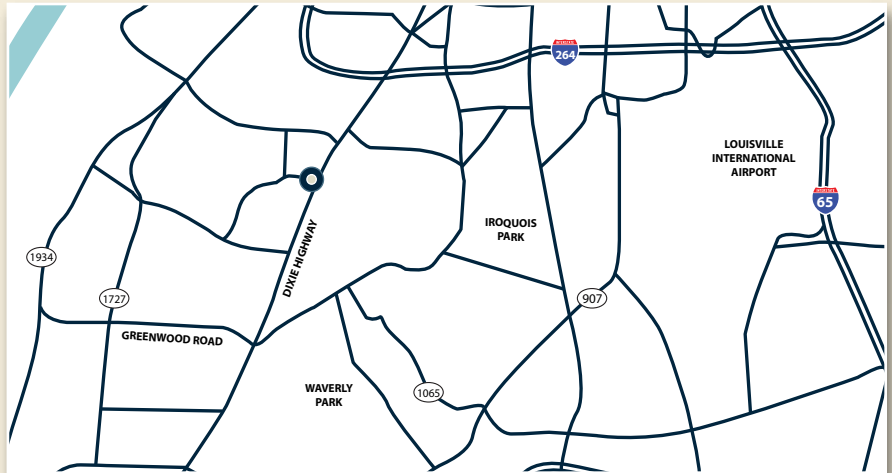 264
LOUISVILLE
INTERNATIONAL
AIRPORT
65
IROQUOIS
PARK
DIXIE HIGHWAY
1934
1727
907
GREENWOOD ROAD
WAVERLY
PARK
1065